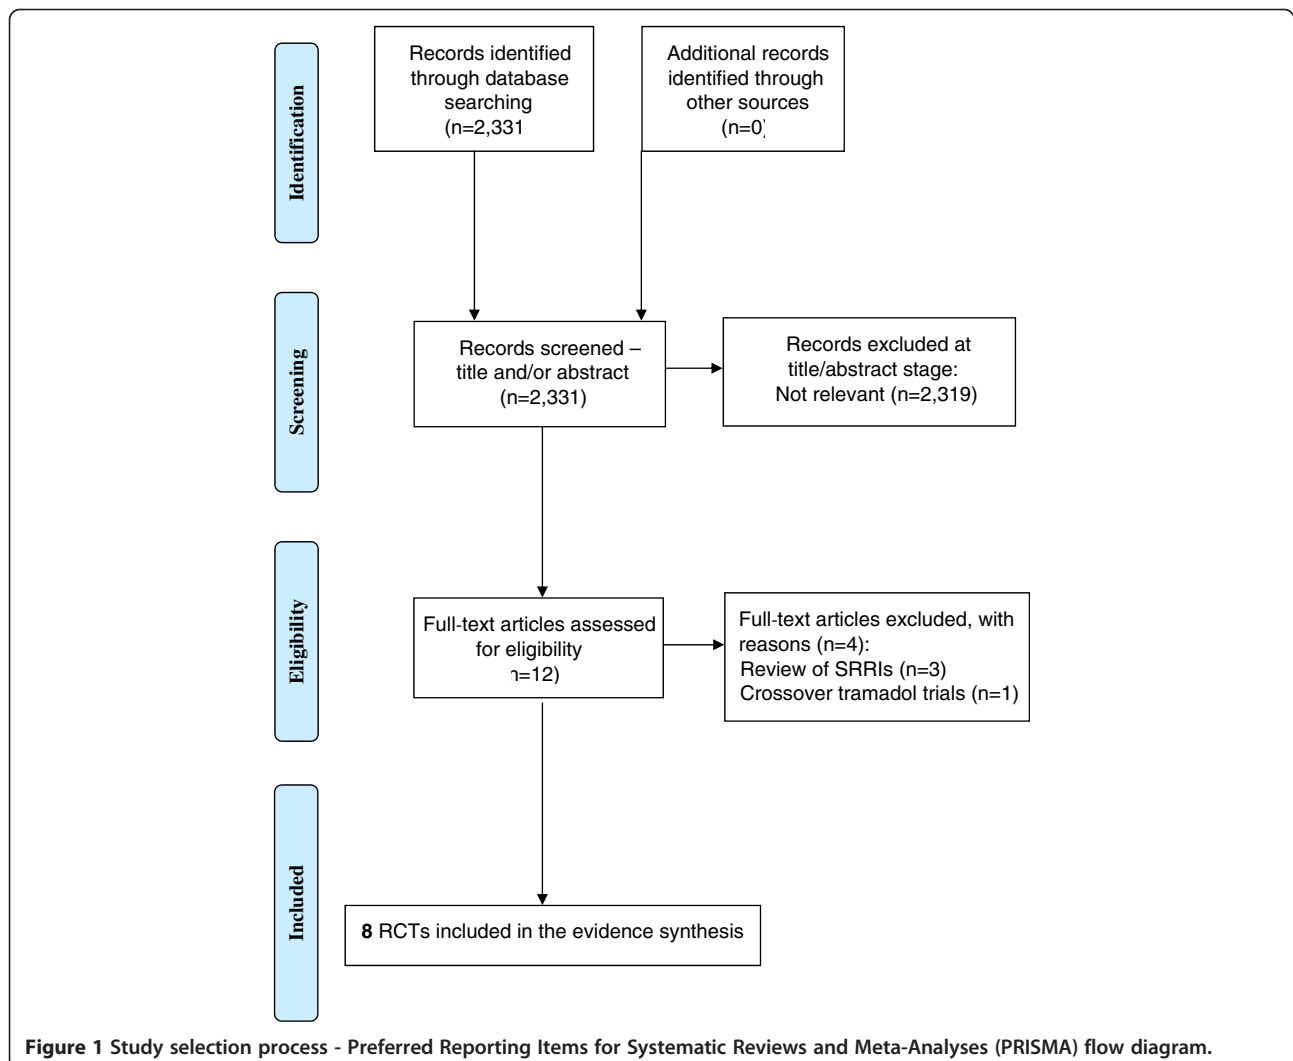 Identification
Records identified
through database
searching
(n=2,331
Additional records
identified through
other sources
(n=0)
Screening
Records screened –
title and/or abstract
(n=2,331)
Records excluded at
title/abstract stage:
Not relevant (n=2,319)
Eligibility
Full-text articles assessed
for eligibility
n=12)
Full-text articles excluded, with
reasons (n=4):
Review of SRRIs (n=3)
Crossover tramadol trials (n=1)
Included
8 RCTs included in the evidence synthesis
Figure 1 Study selection process - Preferred Reporting Items for Systematic Reviews and Meta-Analyses (PRISMA) flow diagram.